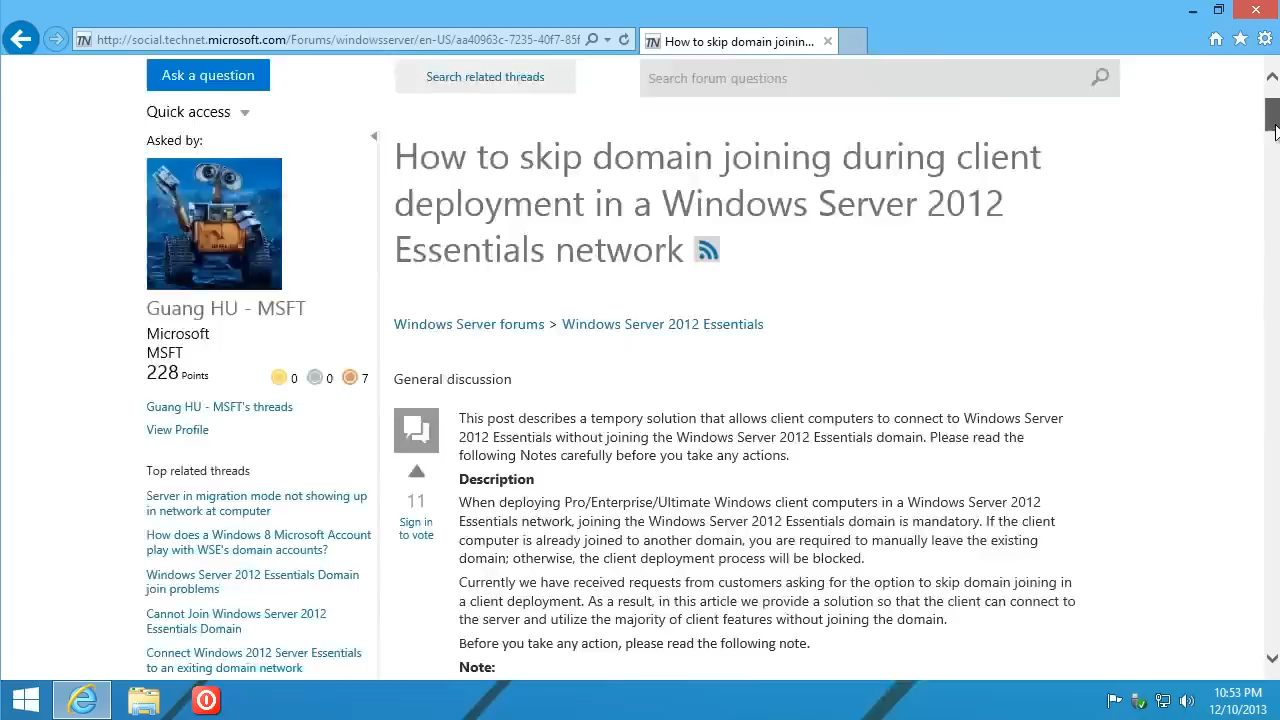 http://social.technet.microsoft.com/Forums/windowsserver/en-US/aa40963c-7235-40f7-85f
TN How to skip domain joinin...
Ask a question
Search related threads
Search forum questions
Quick access
Asked by:
How to skip domain joining during client
deployment in a Windows Server 2012
Essentials network
Guang HU - MSFT
Microsoft
MSFT
228 Points
0 0 7
Guang HU - MSFT's threads
View Profile
Top related threads
Server in migration mode not showing up
in network at computer
How does a Windows 8 Microsoft Account
play with WSE's domain accounts?
Windows Server 2012 Essentials Domain
join problems
Cannot Join Windows Server 2012
Essentials Domain
Connect Windows 2012 Server Essentials
to an exiting domain network
Windows Server forums > Windows Server 2012 Essentials
General discussion
11
Sign in
to vote
This post describes a tempory solution that allows client computers to connect to Windows Server
2012 Essentials without joining the Windows Server 2012 Essentials domain. Please read the
following Notes carefully before you take any actions.
Description
When deploying Pro/Enterprise/Ultimate Windows client computers in a Windows Server 2012
Essentials network, joining the Windows Server 2012 Essentials domain is mandatory. If the client
computer is already joined to another domain, you are required to manually leave the existing
domain; otherwise, the client deployment process will be blocked.
Currently we have received requests from customers asking for the option to skip domain joining in
a client deployment. As a result, in this article we provide a solution so that the client can connect to
the server and utilize the majority of client features without joining the domain.
Before you take any action, please read the following note.
Note:
10:53 PM
12/10/2013